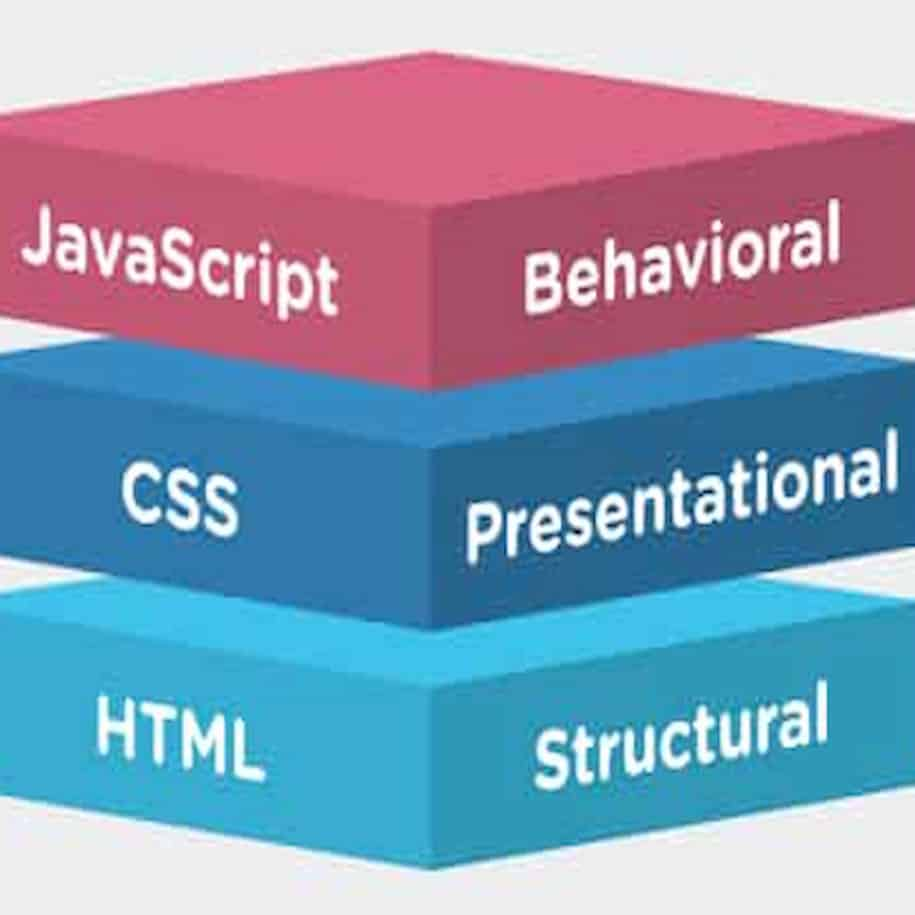 JavaScript
Behavioral
CSS
Presentational
HTML
Structural